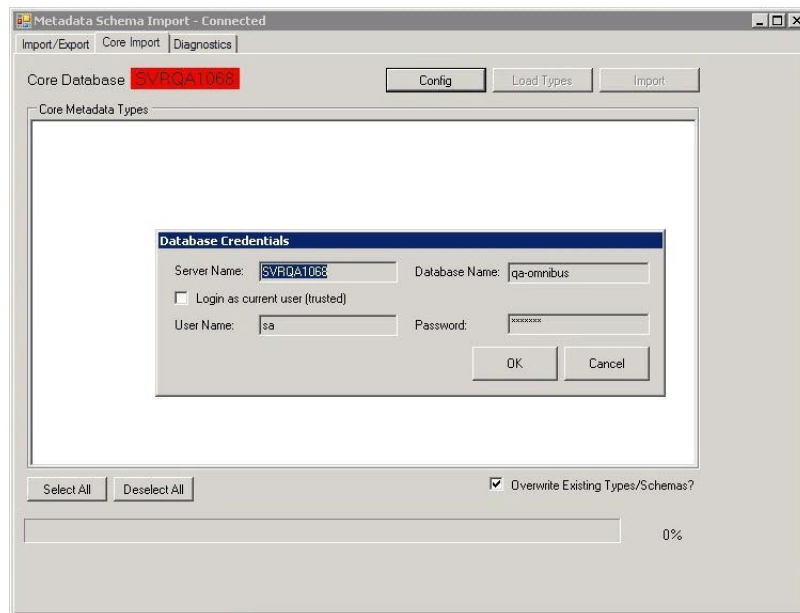 Metadata Schema Import - Connected
Import/Export Core Import Diagnostics
Core Database SVRQA1068 Config Load Types Import
Core Metadata Types
Database Credentials
Server Name: SVRQA1068 Database Name: qa-omnibus
Login as current user (trusted)
User Name: sa Password: *******
OK Cancel
Select All Deselect All Overwrite Existing Types/Schemas?
0%